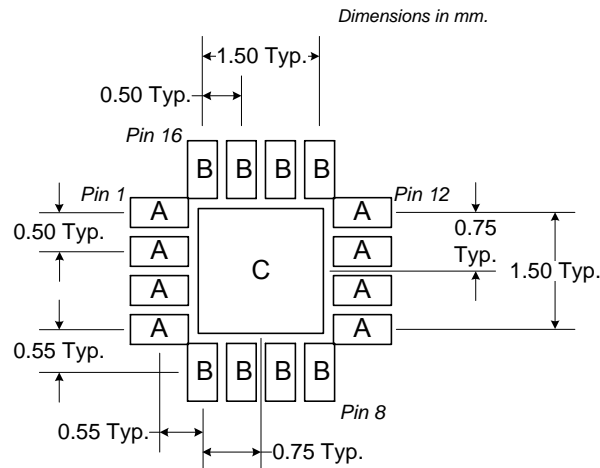 Dimensions in mm.
1.50 Typ.
0.50 Typ.
Pin 16
B B B B
Pin 1
Pin 12
A A
0.50 Typ.
0.75
Typ.
A A
C
1.50 Typ.
A A
A A
0.55 Typ.
B B B B
Pin 8
0.55 Typ.
0.75 Typ.